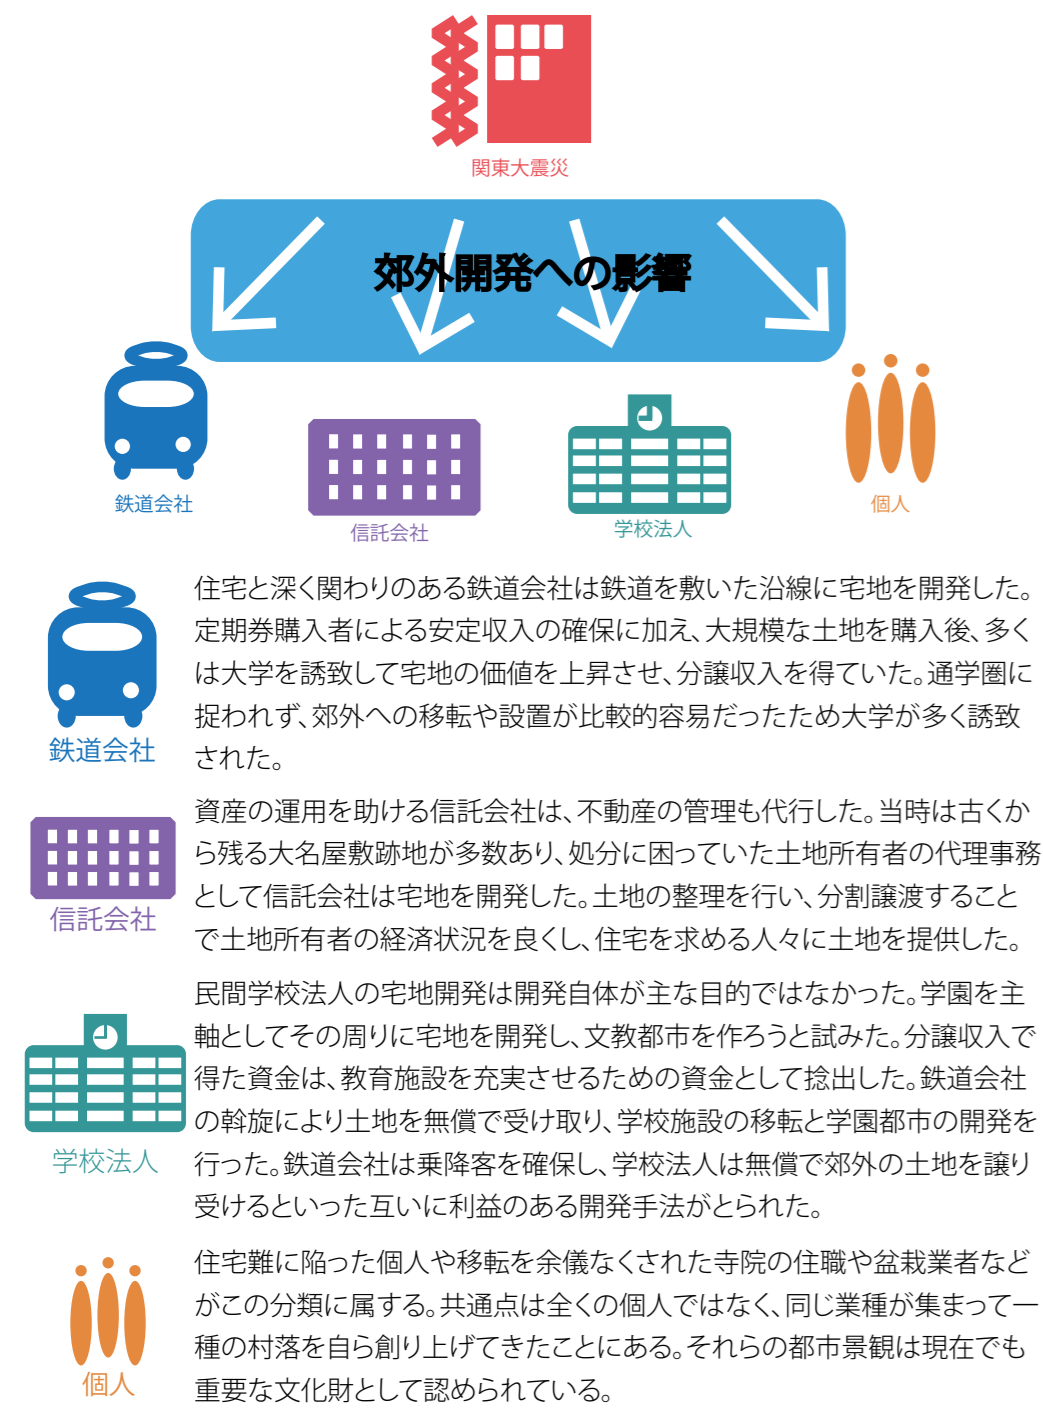 関東大震災
郊外開発への影響
鉄道会社
信託会社
学校法人
個人
住宅と深く関わりのある鉄道会社は鉄道を敷いた沿線に宅地を開発した。
定期券購入者による安定収入の確保に加え、大規模な土地を購入後、多く
は大学を誘致して宅地の価値を上昇させ、分譲収入を得ていた。通学圏に
捉われず、郊外への移転や設置が比較的容易だったため大学が多く誘致
された。
鉄道会社
資産の運用を助ける信託会社は、不動産の管理も代行した。当時は古くか
ら残る大名屋敷跡地が多数あり、処分に困っていた土地所有者の代理事務
として信託会社は宅地を開発した。土地の整理を行い、分割譲渡すること
で土地所有者の経済状況を良くし、住宅を求める人々に土地を提供した。
信託会社
民間学校法人の宅地開発は開発自体が主な目的ではなかった。学園を主
軸としてその周りに宅地を開発し、文教都市を作ろうと試みた。分譲収入で
得た資金は、教育施設を充実させるための資金として捻出した。鉄道会社
の斡旋により土地を無償で受け取り、学校施設の移転と学園都市の開発を
行った。鉄道会社は乗降客を確保し、学校法人は無償で郊外の土地を譲り
受けるといった互いに利益のある開発手法がとられた。
学校法人
住宅難に陥った個人や移転を余儀なくされた寺院の住職や盆栽業者など
がこの分類に属する。共通点は全くの個人ではなく、同じ業種が集まって一
種の村落を自ら創り上げてきたことにある。それらの都市景観は現在でも
重要な文化財として認められている。
個人